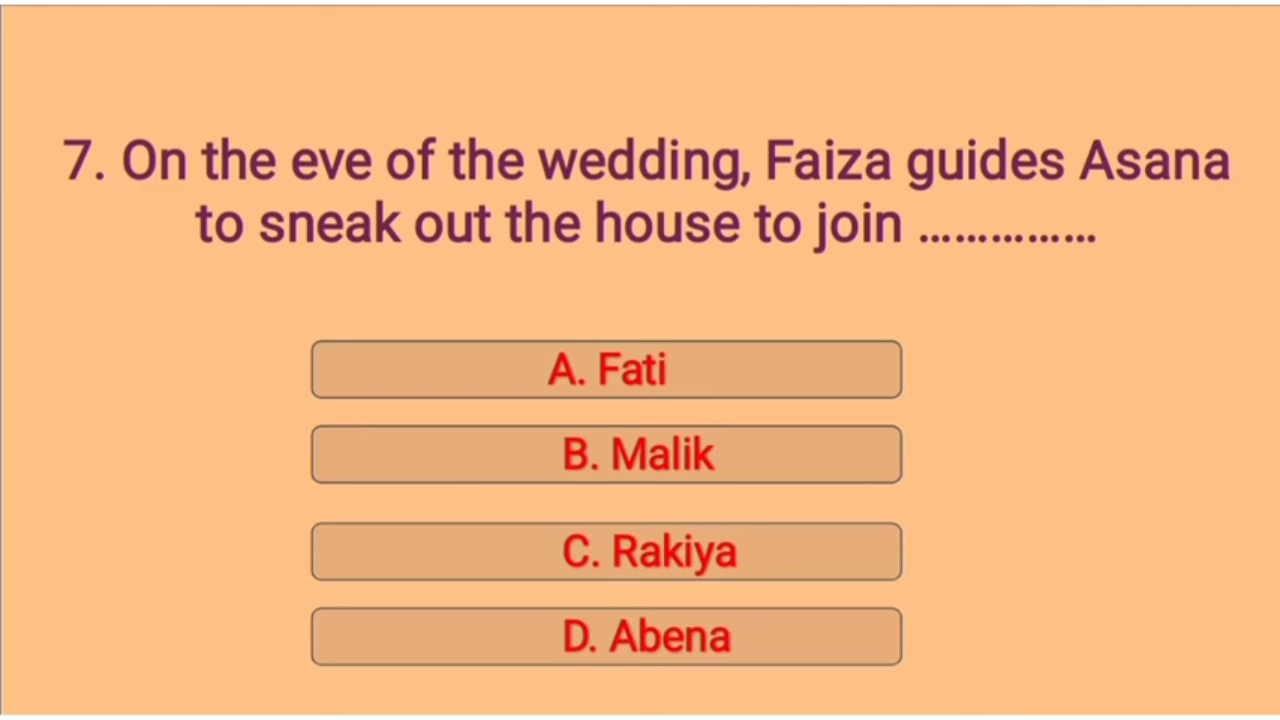 7. On the eve of the wedding, Faiza guides Asana
to sneak out the house to join ...............
A. Fati
B. Malik
C. Rakiya
D. Abena